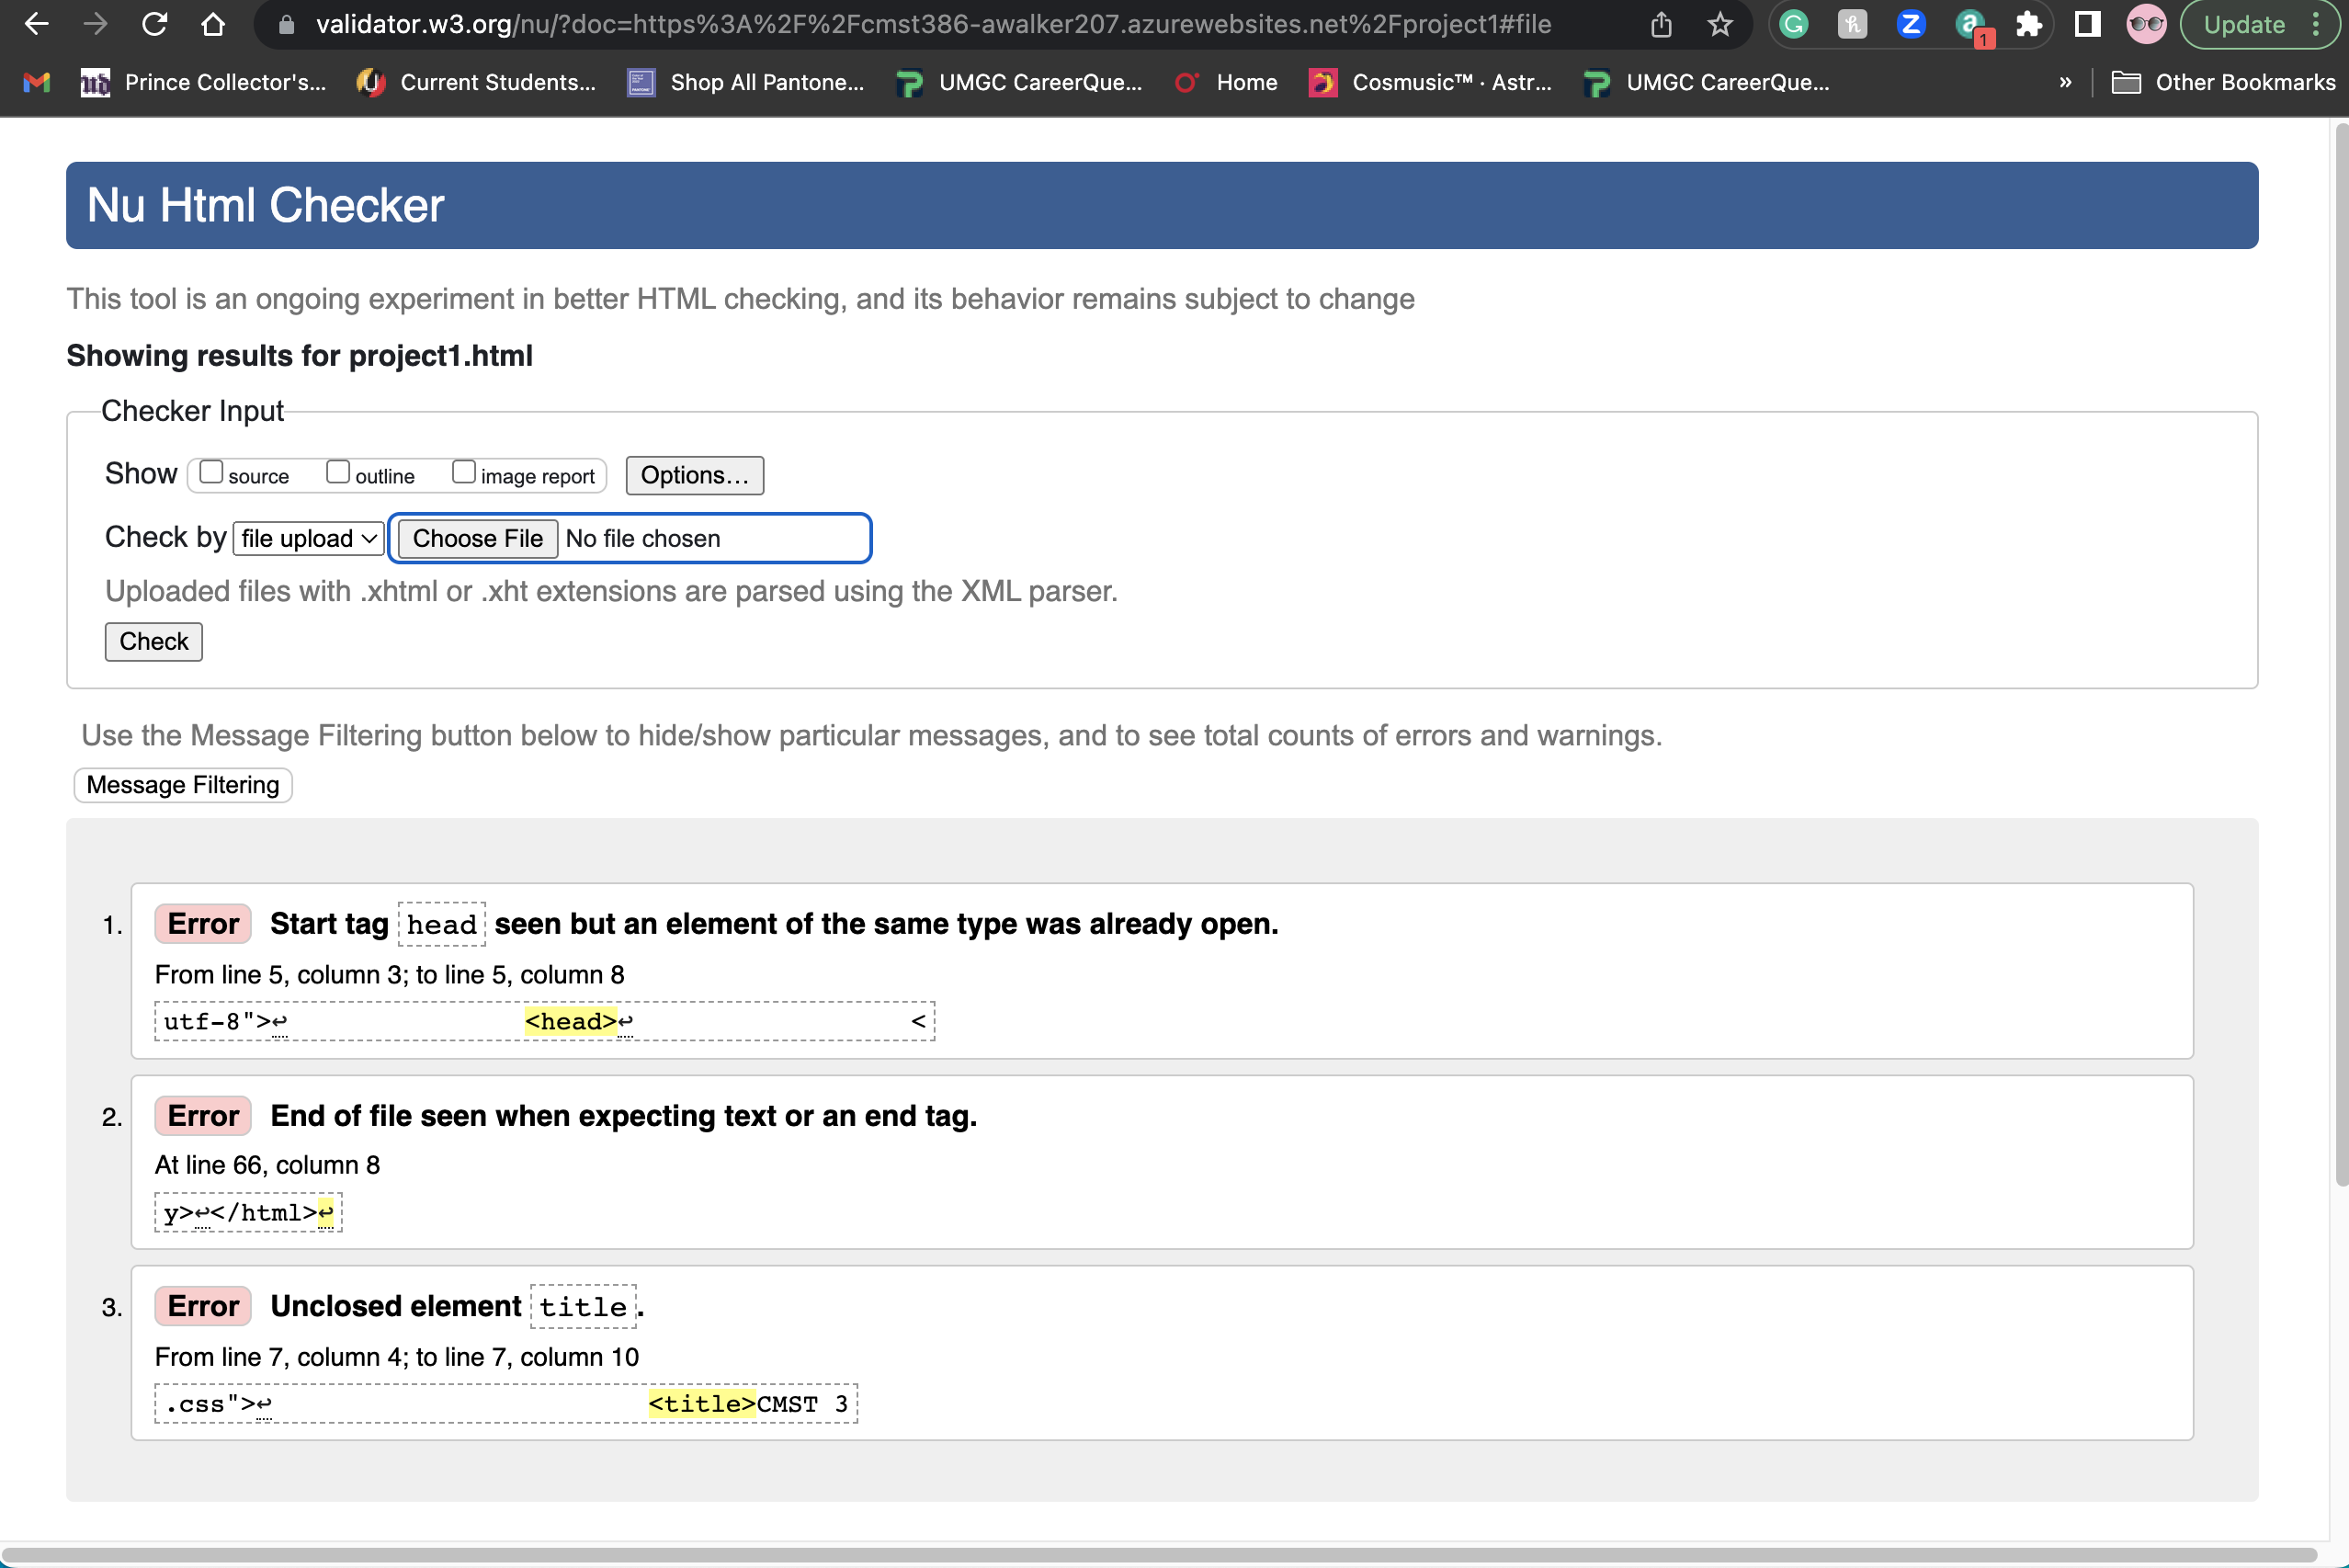 validator.w3.org/nu/?doc=https%3A%2F%2Fcmst386-awalker207.azurewebsites.net%2Fproject1#file
1
Update
Prince Collector's... Current Students... Shop All Pantone... UMGC CareerQue... Home Cosmusic™ · Astr... UMGC CareerQue... » Other Bookmarks
Nu Html Checker
This tool is an ongoing experiment in better HTML checking, and its behavior remains subject to change
Showing results for project1.html
Checker Input
Show source outline image report Options...
Check by file upload Choose File No file chosen
Uploaded files with .xhtml or .xht extensions are parsed using the XML parser.
Check
Use the Message Filtering button below to hide/show particular messages, and to see total counts of errors and warnings.
Message Filtering
1. Error Start tag head seen but an element of the same type was already open.
From line 5, column 3; to line 5, column 8
utf-8">↩ <head>↩ <
2. Error End of file seen when expecting text or an end tag.
At line 66, column 8
y>↩</html>↩
3. Error Unclosed element title.
From line 7, column 4; to line 7, column 10
.css">↩ <title>CMST 3